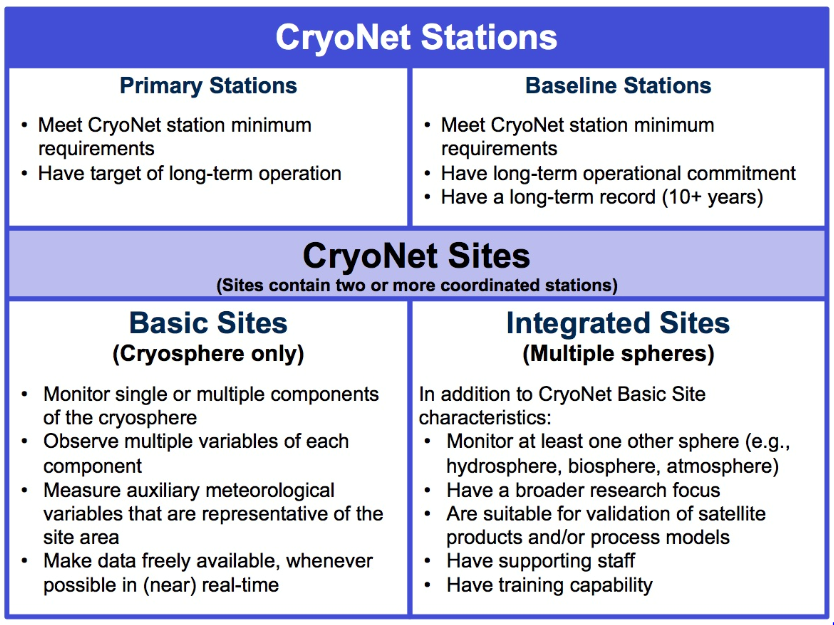 CryoNet Stations
Primary Stations
• Meet CryoNet station minimum
requirements
• Have target of long-term operation
Baseline Stations
• Meet CryoNet station minimum
requirements
• Have long-term operational commitment
• Have a long-term record (10+ years)
CryoNet Sites
(Sites contain two or more coordinated stations)
Basic Sites
(Cryosphere only)
• Monitor single or multiple components
of the cryosphere
• Observe multiple variables of each
component
• Measure auxiliary meteorological
variables that are representative of the
site area
• Make data freely available, whenever
possible in (near) real-time
Integrated Sites
(Multiple spheres)
In addition to CryoNet Basic Site
characteristics:
• Monitor at least one other sphere (e.g.,
hydrosphere, biosphere, atmosphere)
• Have a broader research focus
• Are suitable for validation of satellite
products and/or process models
• Have supporting staff
• Have training capability